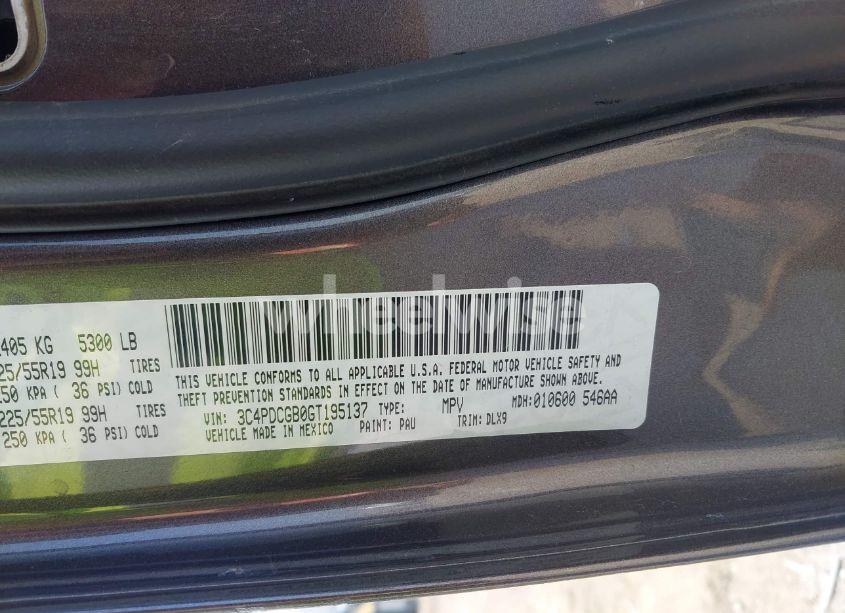 405 KG 5300 LB
25/55R19 99H TIRES
250 KPA ( 36 PSI) COLD
225/55R19 99H TIRES
250 KPA ( 36 PSI) COLD
THIS VEHICLE CONFORMS TO ALL APPLICABLE U.S.A. FEDERAL MOTOR VEHICLE SAFETY AND
THEFT PREVENTION STANDARDS IN EFFECT ON THE DATE OF MANUFACTURE SHOWN ABOVE.
VIN: 3C4PDCGB0GT195137 TYPE: MPV MDH: 010600 546AA
VEHICLE MADE IN MEXICO PAINT: PAU TRIM: DLX9
wheelwise